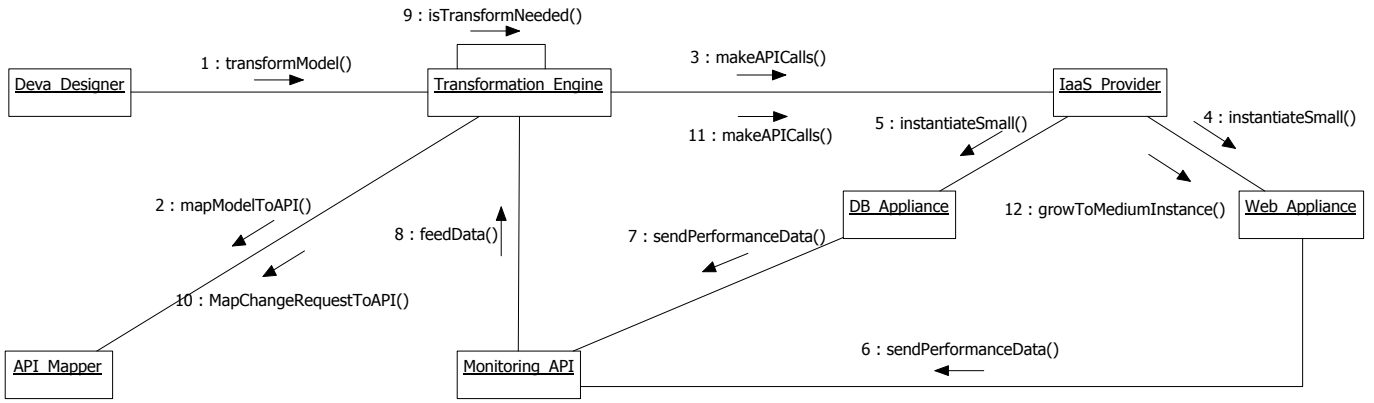 9 : isTransformNeeded()
1 : transformModel()
3 : makeAPICalls()
Deva_Designer
Transformation_Engine
IaaS_Provider
11 : makeAPICalls()
5 : instantiateSmall()
4 : instantiateSmall()
2 : mapModelToAPI()
8 : feedData()
7 : sendPerformanceData()
DB_Appliance
12 : growToMediumInstance()
Web_Appliance
10 : MapChangeRequestToAPI()
6 : sendPerformanceData()
API_Mapper
Monitoring_API